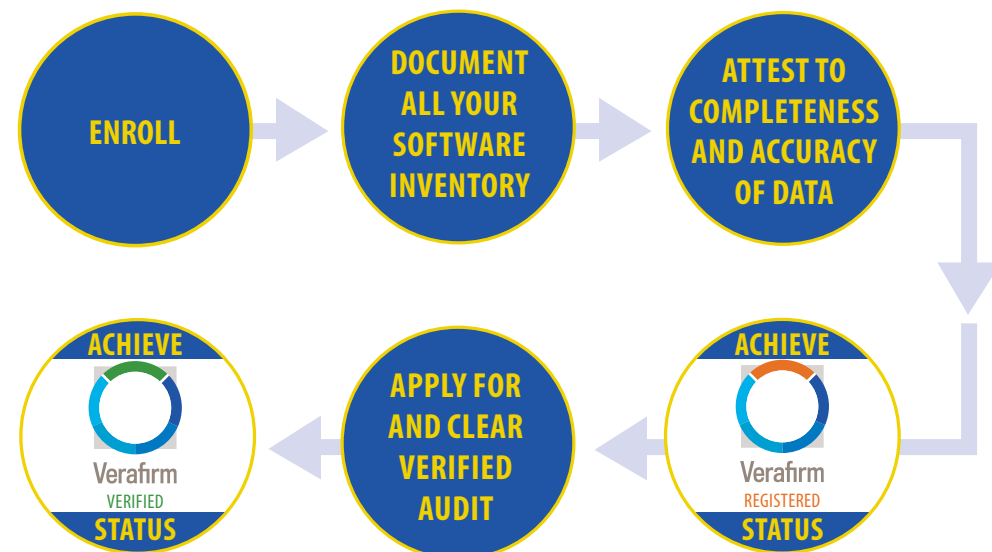 ENROLL
DOCUMENT
ALL YOUR
SOFTWARE
INVENTORY
ATTEST TO
COMPLETENESS
AND ACCURACY
OF DATA
ACHIEVE
Verafirm
REGISTERED
STATUS
APPLY FOR
AND CLEAR
VERIFIED
AUDIT
ACHIEVE
Verafirm
VERIFIED
STATUS